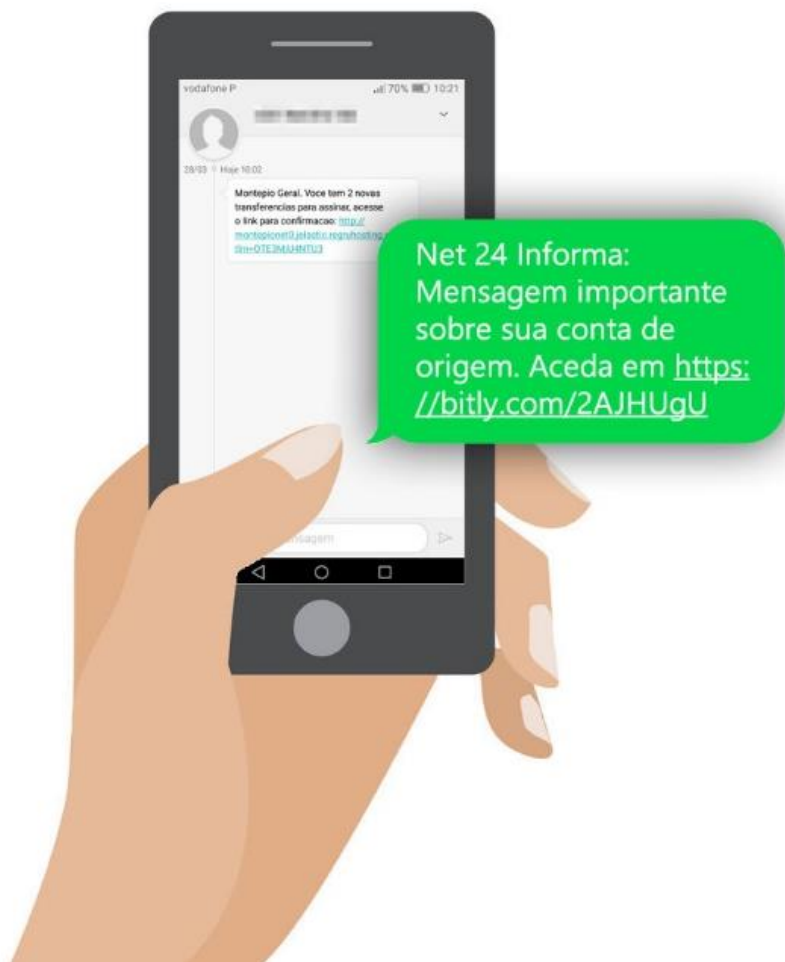 vodafone P 70% 10:21
28/03 Hoje 10:02
Montepio Geral. Voce tem 2 novas
transferencias para assinar, acesse
o link para confirmacao: http://
Net 24 Informa:
Mensagem importante
sobre sua conta de
origem. Aceda em https:
//bitly.com/2AJHUgU